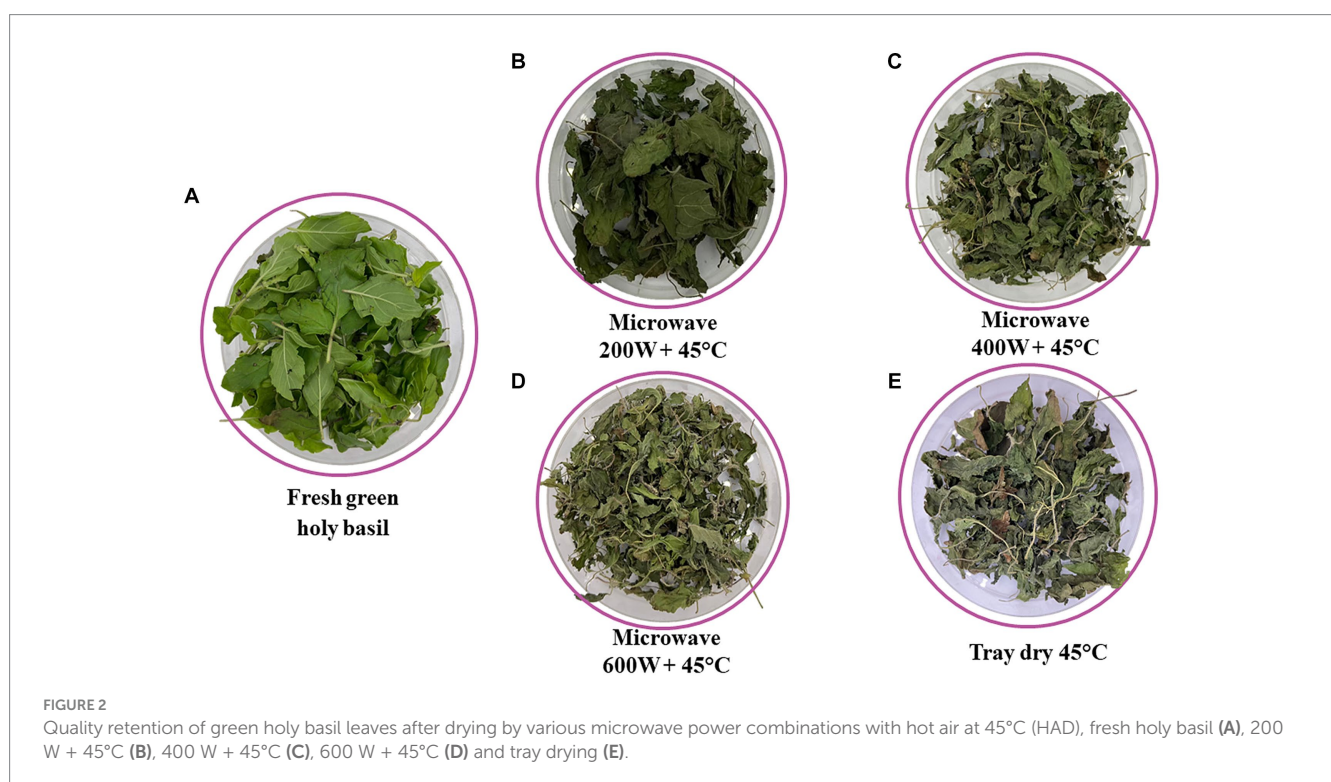 A
Fresh green
holy basil
B
Microwave
200W + 45°C
C
Microwave
400W + 45°C
D
Microwave
600W + 45°C
E
Tray dry 45°C
FIGURE 2
Quality retention of green holy basil leaves after drying by various microwave power combinations with hot air at 45°C (HAD), fresh holy basil (A), 200
W + 45°C (B), 400 W + 45°C (C), 600 W + 45°C (D) and tray drying (E).